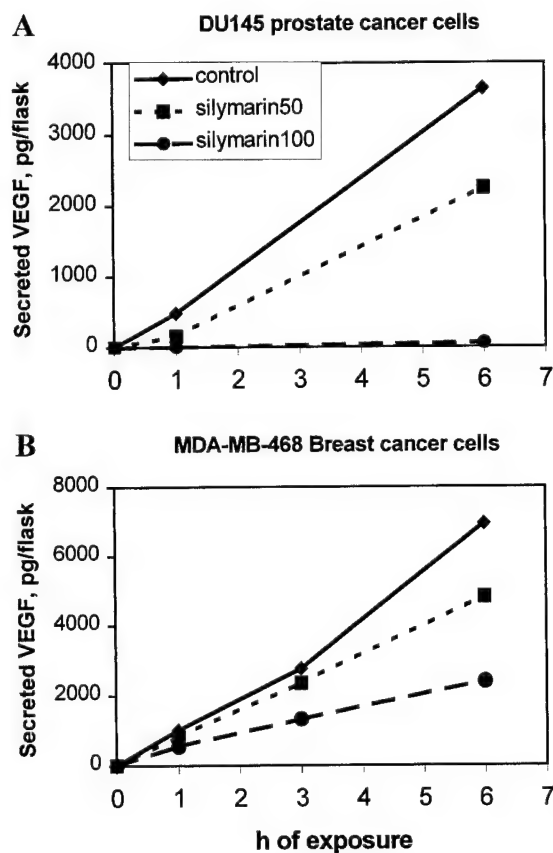 A
DU145 prostate cancer cells
Secreted VEGF, pg/flask
4000
3000
2000
1000
0
control
silymarin50
silymarin100
0 1 2 3 4 5 6 7
B
MDA-MB-468 Breast cancer cells
Secreted VEGF, pg/flask
8000
6000
4000
2000
0
0 1 2 3 4 5 6 7
h of exposure